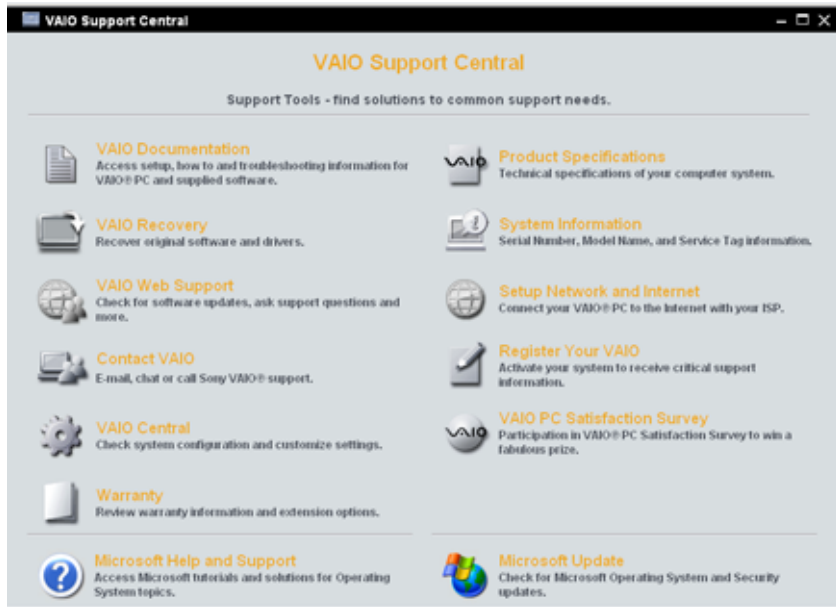 VAIO Support Central
VAIO Support Central
Support Tools - find solutions to common support needs.
VAIO Documentation
Access setup, how to and troubleshooting information for
VAIO® PC and supplied software.
VAIO Recovery
Recover original software and drivers.
VAIO Web Support
Check for software updates, ask support questions and
more.
Contact VAIO
E-mail, chat or call Sony VAIO® support.
VAIO Central
Check system configuration and customize settings.
Warranty
Review warranty information and extension options.
VAIO
Product Specifications
Technical specifications of your computer system.
System Information
Serial Number, Model Name, and Service Tag information.
Setup Network and Internet
Connect your VAIO® PC to the Internet with your ISP.
Register Your VAIO
Activate your system to receive critical support
information.
VAIO
VAIO PC Satisfaction Survey
Participation in VAIO® PC Satisfaction Survey to win a
fabulous prize.
Microsoft Help and Support
Access Microsoft tutorials and solutions for Operating
System topics.
Microsoft Update
Check for Microsoft Operating System and Security
updates.